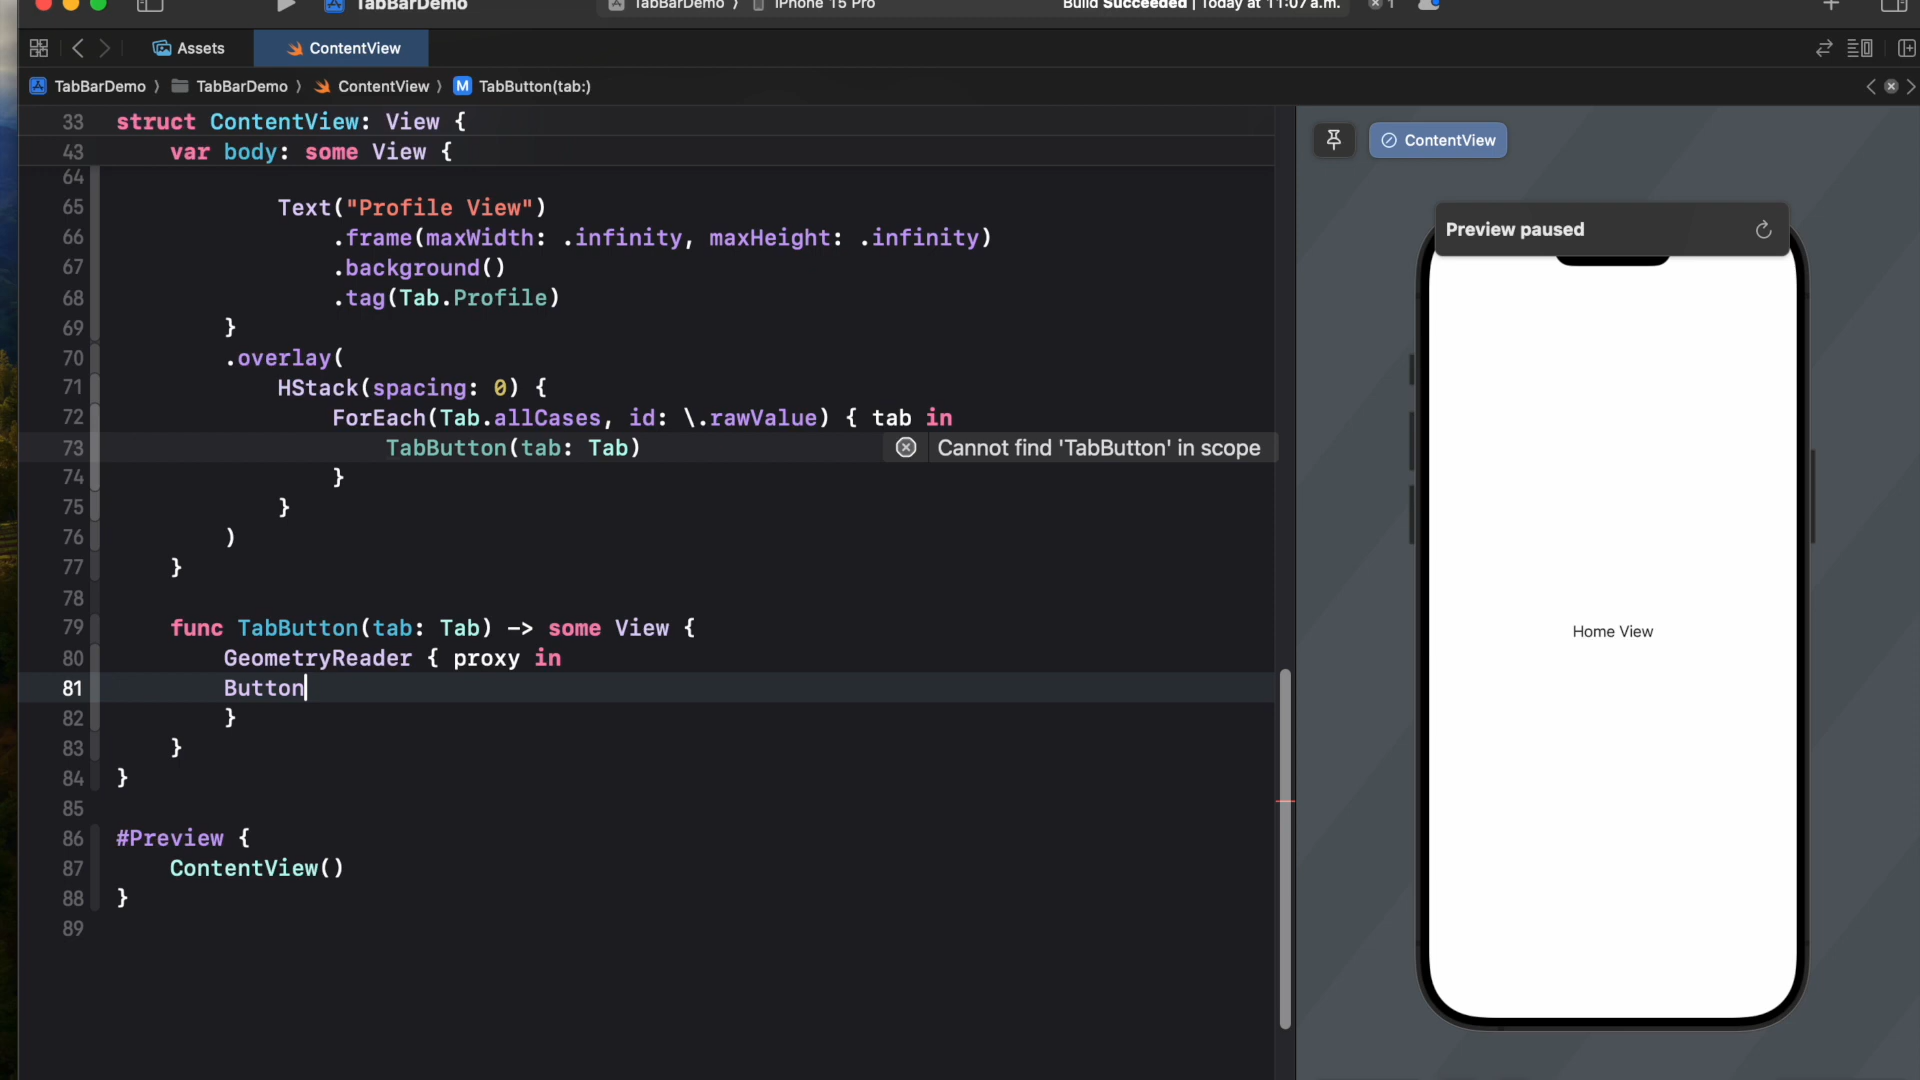 TabBarDemo
TabBarDemo 〉 iPhone 15 Pro
Build Succeeded | Today at 11:07 a.m.
1
Assets
ContentView
TabBarDemo 〉 TabBarDemo 〉 ContentView 〉 M TabButton(tab:)
33 struct ContentView: View {
43 var body: some View {
64
65 Text("Profile View")
66 .frame(maxWidth: .infinity, maxHeight: .infinity)
67 .background()
68 .tag(Tab.Profile)
69 }
70 .overlay(
71 HStack(spacing: 0) {
72 ForEach(Tab.allCases, id: \.rawValue) { tab in
73 TabButton(tab: Tab) Cannot find 'TabButton' in scope
74 }
75 }
76 )
77 }
78
79 func TabButton(tab: Tab) -> some View {
80 GeometryReader { proxy in
81 Button
82 }
83 }
84 }
85
86 #Preview {
87 ContentView()
88 }
89
ContentView
Preview paused
Home View